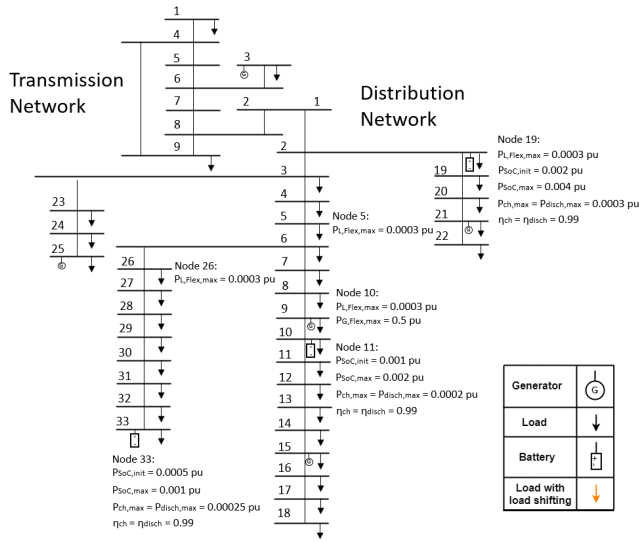 Transmission
Network
1
4
5
6
7
8
9
3
G
2
1
Distribution
Network
2
3
4
5
6
7
8
9
10
11
12
13
14
15
16
17
18
G
G
19
20
21
22
G
23
24
25
G
26
27
28
29
30
31
32
33
Node 19:
PL,Flex,max = 0.0003 pu
PSoC,init = 0.002 pu
PSoC,max = 0.004 pu
Pch,max = Pdisch,max = 0.0003 pu
ηch = ηdisch = 0.99
Node 5:
PL,Flex,max = 0.0003 pu
Node 26:
PL,Flex,max = 0.0003 pu
Node 10:
PL,Flex,max = 0.0003 pu
PG,Flex,max = 0.5 pu
Node 11:
PSoC,init = 0.001 pu
PSoC,max = 0.002 pu
Pch,max = Pdisch,max = 0.0002 pu
ηch = ηdisch = 0.99
Node 33:
PSoC,init = 0.0005 pu
PSoC,max = 0.001 pu
Pch,max = Pdisch,max = 0.00025 pu
ηch = ηdisch = 0.99
Generator
G
Load
Battery
Load with
load shifting